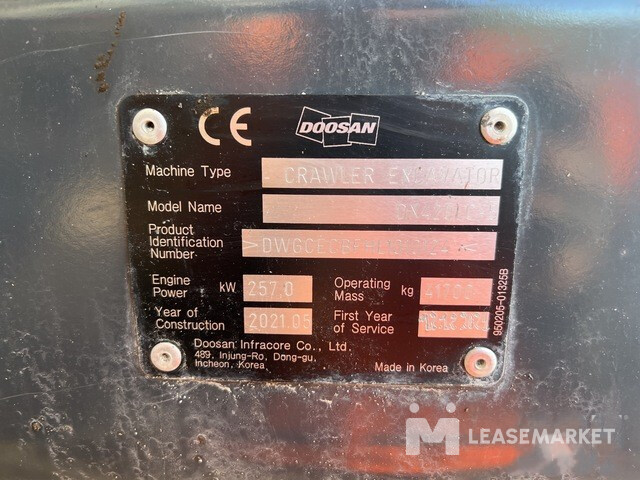 CE DOOSAN
Machine Type - CRAWLER EXCAVATOR
Model Name
Product
Identification
Number
Engine
Power kW 257,0 Operating
Mass kg
Year of
Construction 2021.05 First Year
of Service
Doosan Infracore Co., Ltd.
489, Injung-Ro, Dong-gu,
Incheon, Korea
Made in Korea
950205-01325B
LEASEMARKET